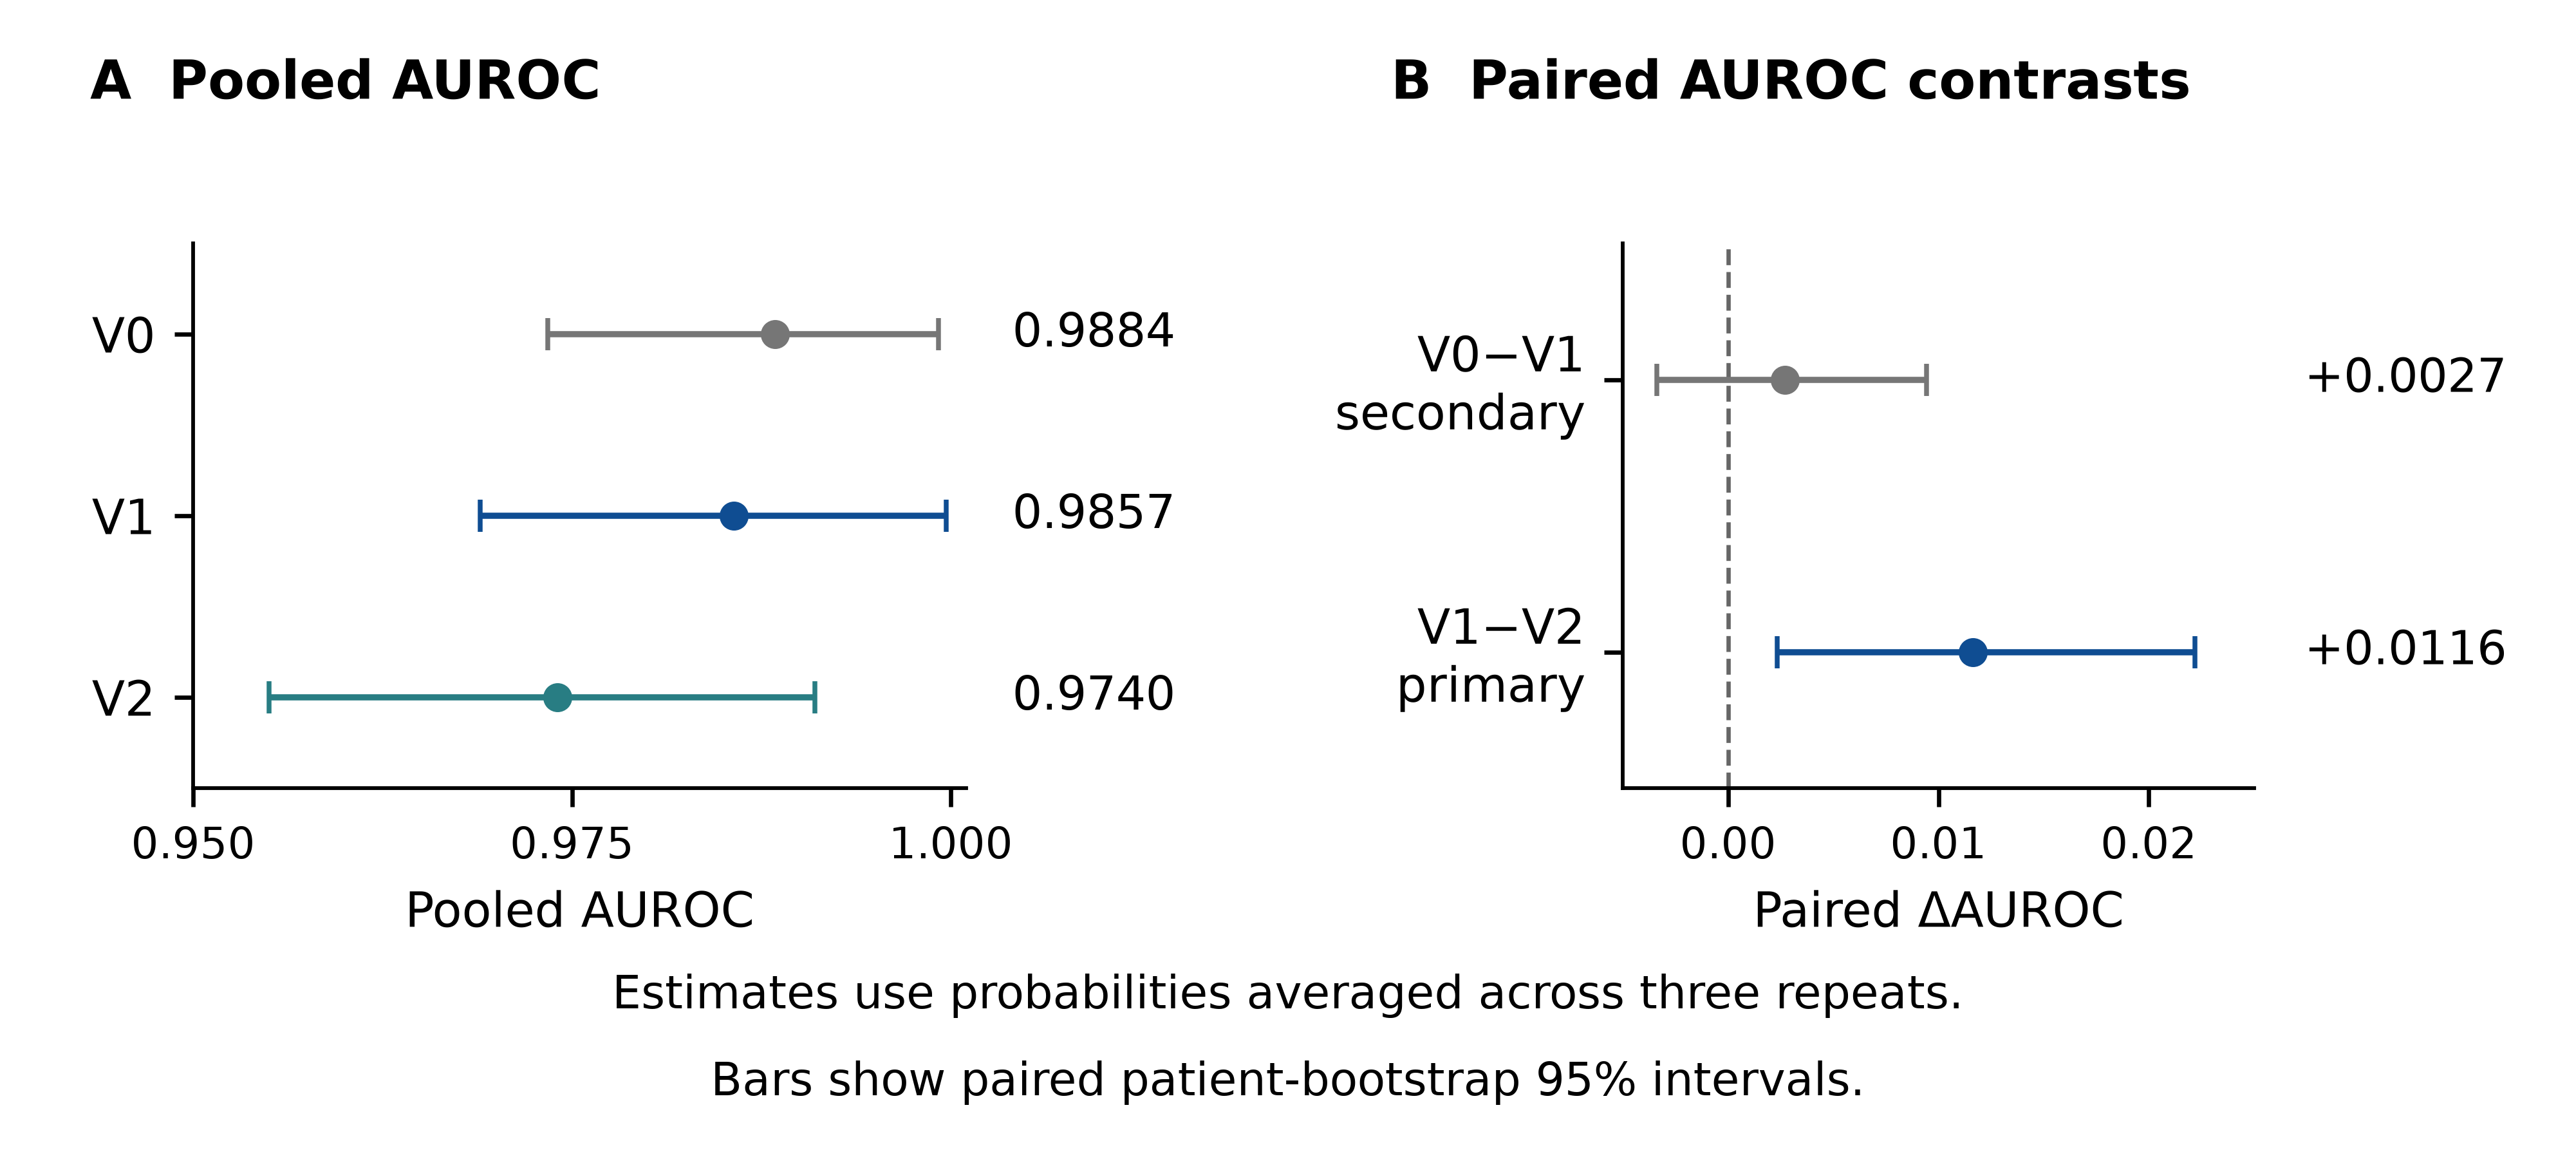 A Pooled AUROC
V0
0.9884
V1
0.9857
V2
0.9740
0.950 0.975 1.000
Pooled AUROC
B Paired AUROC contrasts
V0−V1
secondary
+0.0027
V1−V2
primary
+0.0116
0.00 0.01 0.02
Paired ΔAUROC
Estimates use probabilities averaged across three repeats.
Bars show paired patient-bootstrap 95% intervals.